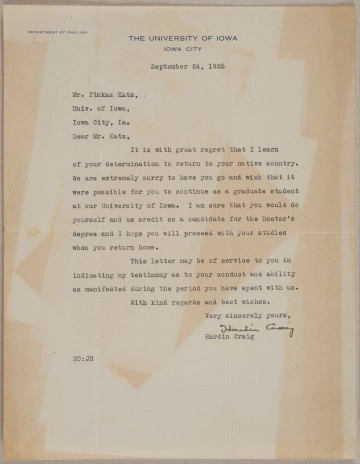 DEPARTMENT OF ENGLISH
THE UNIVERSITY OF IOWA
IOWA CITY
September 24, 1925
Mr. Pinkas Katz,
Univ. of Iowa,
Iowa City, Ia.
Dear Mr. Katz,
It is with great regret that I learn
of your determination to return to your native country.
We are extremely sorry to have you go and wish that it
were possible for you to continue as a graduate student
at our University of Iowa. I am sure that you would do
yourself and us credit as a candidate for the Doctor's
degree and I hope you will proceed with your studies
when you return home.
This letter may be of service to you in
indicating my testimony as to your conduct and ability
as manifested during the period you have spent with us.
With kind regards and best wishes.
Very sincerely yours,
Hardin Craig
Hardin Craig
HC:JB